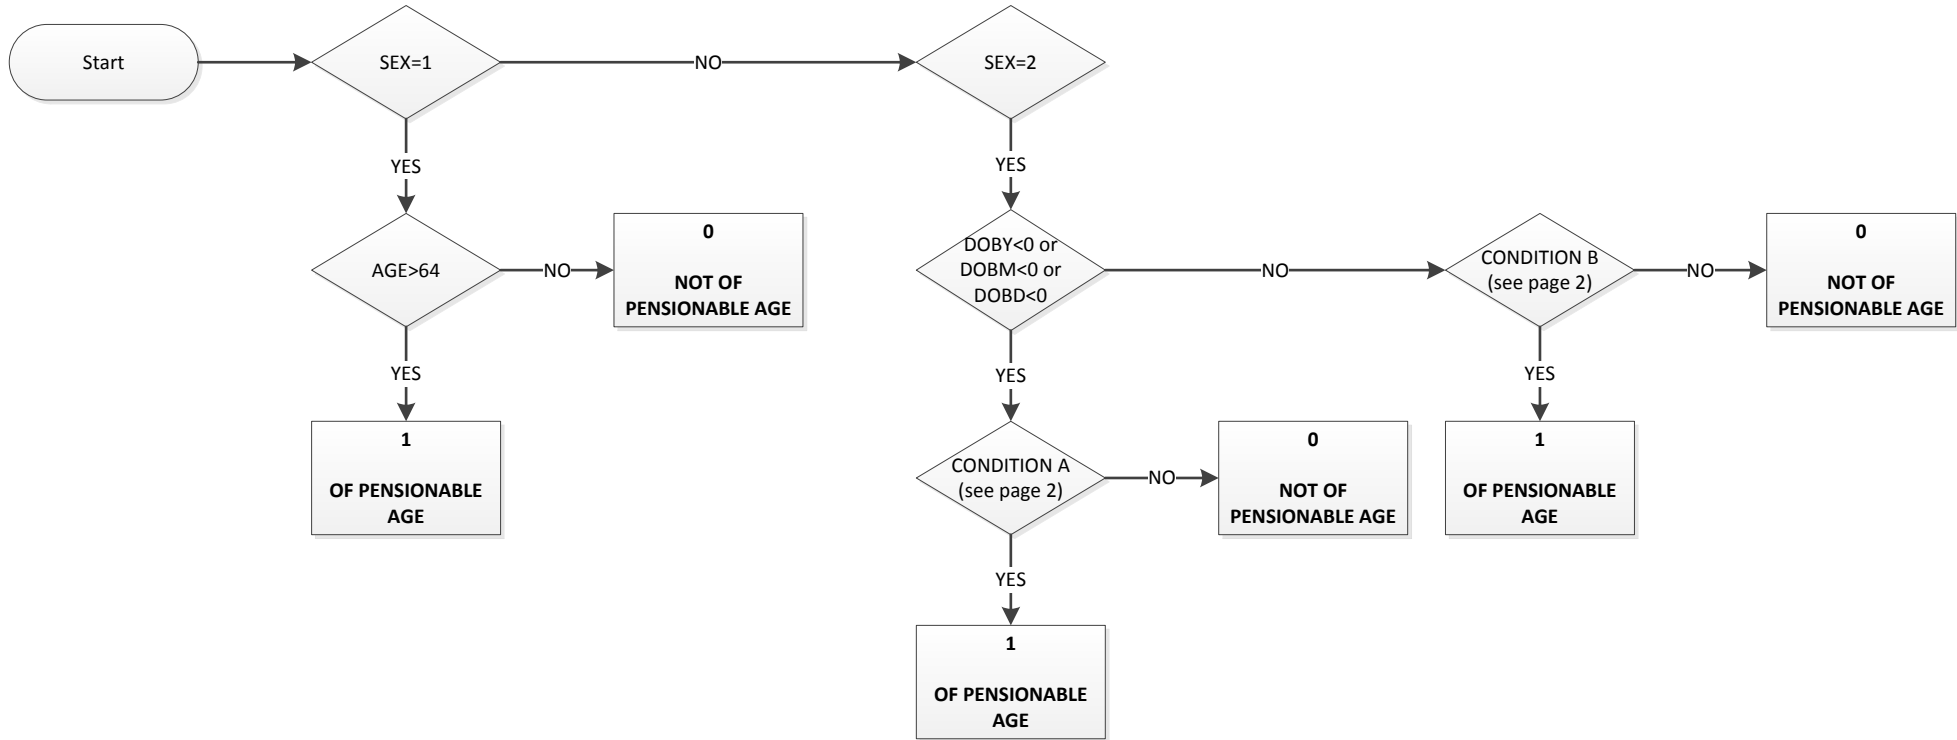 Start
SEX=1
NO
SEX=2
YES
YES
AGE>64
NO
0
NOT OF
PENSIONABLE AGE
DOBY<0 or
DOBM<0 or
DOBD<0
NO
CONDITION B
(see page 2)
NO
0
NOT OF
PENSIONABLE AGE
YES
YES
YES
1
OF PENSIONABLE
AGE
CONDITION A
(see page 2)
NO
0
NOT OF
PENSIONABLE AGE
1
OF PENSIONABLE
AGE
YES
1
OF PENSIONABLE
AGE